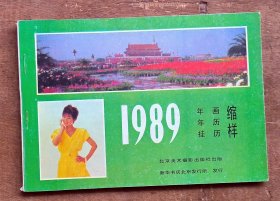 1989
年画
年历
挂历
缩样
北京美术摄影出版社出版
新华书店北京发行所 发行